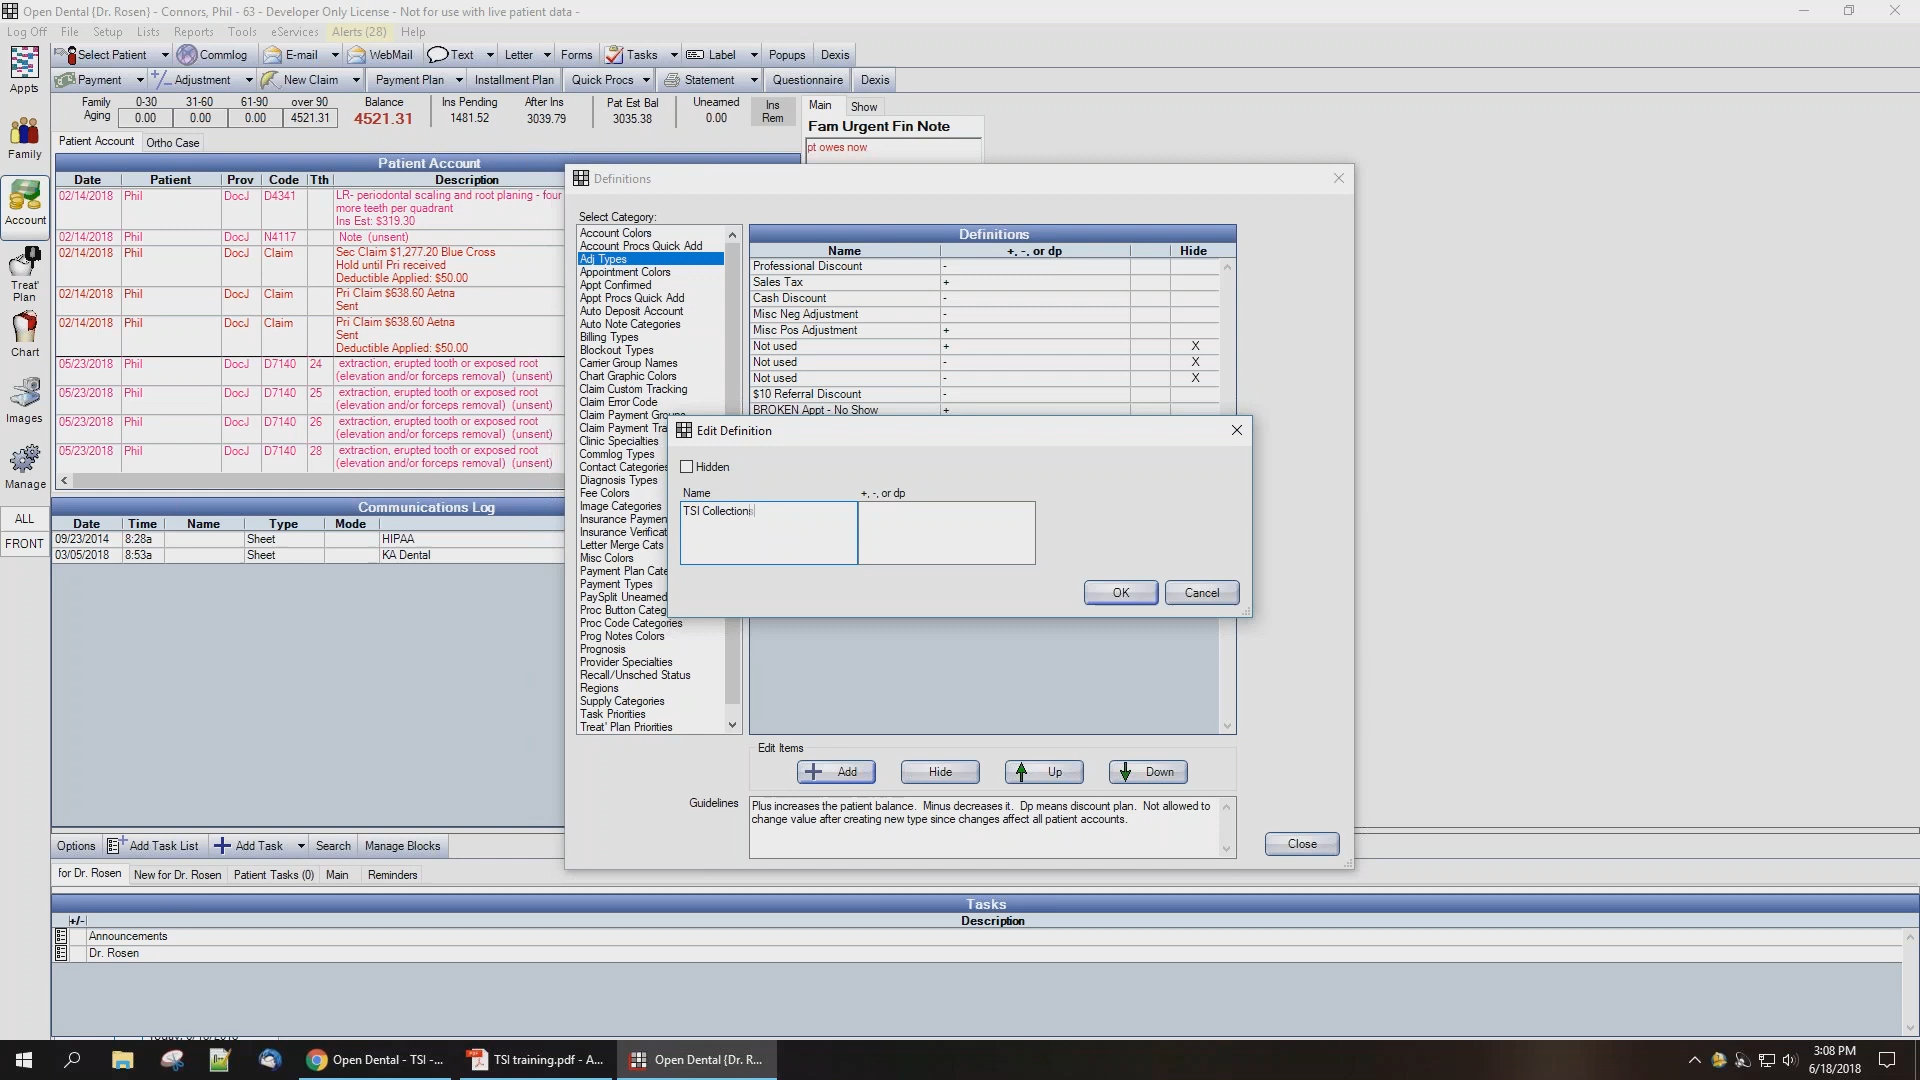 Open Dental {Dr. Rosen} - Connors, Phil - 63 - Developer Only License - Not for use with live patient data -
Log Off File Setup Lists Reports Tools eServices Alerts (28) Help
Select Patient Commlog E-mail WebMail Text Letter Forms Tasks Label Popups Dexis
Payment Adjustment New Claim Payment Plan Installment Plan Quick Procs Statement Questionnaire Dexis
Appts
Family
Account
Treat'
Plan
Chart
Images
Manage
ALL
FRONT
Family 0-30 31-60 61-90 over 90 Balance Ins Pending After Ins Pat Est Bal Unearned Ins
Aging 0.00 0.00 0.00 4521.31 4521.31 1481.52 3039.79 3035.38 0.00 Rem
Main Show
Fam Urgent Fin Note
pt owes now
Patient Account Ortho Case
Patient Account
Date Patient Prov Code Tth Description
02/14/2018 Phil DocJ D4341 LR- periodontal scaling and root planing - four
more teeth per quadrant
Ins Est: $319.30
02/14/2018 Phil DocJ N4117 Note (unsent)
02/14/2018 Phil DocJ Claim Sec Claim $1,277.20 Blue Cross
Hold until Pri received
Deductible Applied: $50.00
02/14/2018 Phil DocJ Claim Pri Claim $638.60 Aetna
Sent
02/14/2018 Phil DocJ Claim Pri Claim $638.60 Aetna
Sent
Deductible Applied: $50.00
05/23/2018 Phil DocJ D7140 24 extraction, erupted tooth or exposed root
(elevation and/or forceps removal) (unsent)
05/23/2018 Phil DocJ D7140 25 extraction, erupted tooth or exposed root
(elevation and/or forceps removal) (unsent)
05/23/2018 Phil DocJ D7140 26 extraction, erupted tooth or exposed root
(elevation and/or forceps removal) (unsent)
05/23/2018 Phil DocJ D7140 28 extraction, erupted tooth or exposed root
(elevation and/or forceps removal) (unsent)
Communications Log
Date Time Name Type Mode
09/23/2014 8:28a Sheet HIPAA
03/05/2018 8:53a Sheet KA Dental
Definitions
Select Category:
Account Colors
Account Procs Quick Add
Adj Types
Appointment Colors
Appt Confirmed
Appt Procs Quick Add
Auto Deposit Account
Auto Note Categories
Billing Types
Blockout Types
Carrier Group Names
Chart Graphic Colors
Claim Custom Tracking
Claim Error Code
Claim Payment Groups
Claim Payment Tra
Clinic Specialties
Commlog Types
Contact Categories
Diagnosis Types
Fee Colors
Image Categories
Insurance Paymen
Insurance Verificat
Letter Merge Cats
Misc Colors
Payment Plan Cate
Payment Types
PaySplit Unearned
Proc Button Categ
Proc Code Categories
Prog Notes Colors
Prognosis
Provider Specialties
Recall/Unsched Status
Regions
Supply Categories
Task Priorities
Treat' Plan Priorities
Definitions
Name +, -, or dp Hide
Professional Discount -
Sales Tax +
Cash Discount -
Misc Neg Adjustment -
Misc Pos Adjustment +
Not used + X
Not used - X
Not used - X
$10 Referral Discount -
BROKEN Appt - No Show +
Edit Definition
Hidden
Name +, -, or dp
TSI Collections
OK Cancel
Edit Items
Add Hide Up Down
Guidelines
Plus increases the patient balance. Minus decreases it. Dp means discount plan. Not allowed to
change value after creating new type since changes affect all patient accounts.
Close
Options Add Task List Add Task Search Manage Blocks
for Dr. Rosen New for Dr. Rosen Patient Tasks (0) Main Reminders
Tasks
+/- Description
Announcements
Dr. Rosen
Open Dental - TSI -... TSI training.pdf - A... Open Dental {Dr. R...
3:08 PM
6/18/2018